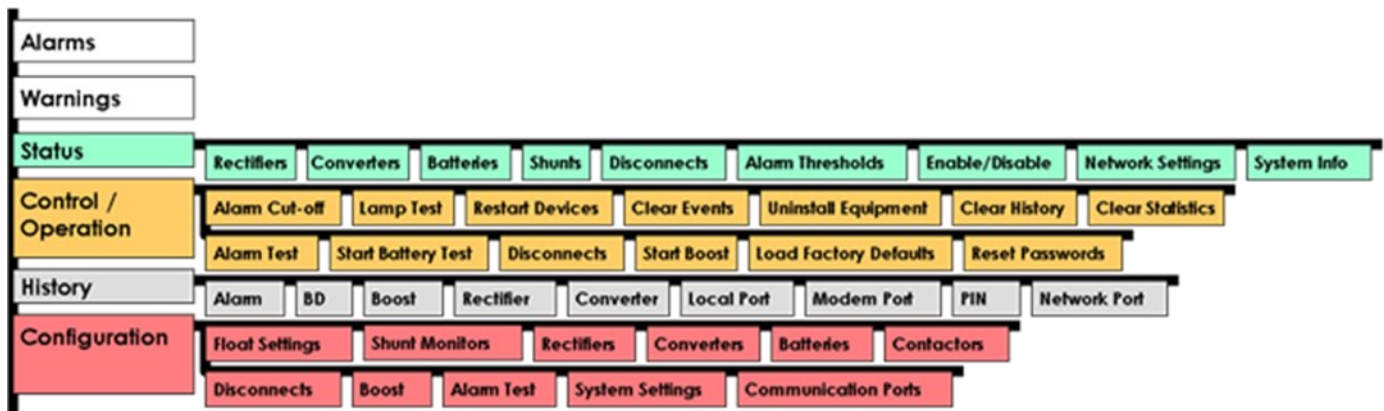 Alarms
Warnings
Status
Rectifiers Converters Batteries Shunts Disconnects Alarm Thresholds Enable/Disable Network Settings System Info
Control /
Operation
Alarm Cut-off Lamp Test Restart Devices Clear Events Uninstall Equipment Clear History Clear Statistics
Alarm Test Start Battery Test Disconnects Start Boost Load Factory Defaults Reset Passwords
History
Alarm BD Boost Rectifier Converter Local Port Modem Port PIN Network Port
Configuration
Float Settings Shunt Monitors Rectifiers Converters Batteries Contactors
Disconnects Boost Alarm Test System Settings Communication Ports